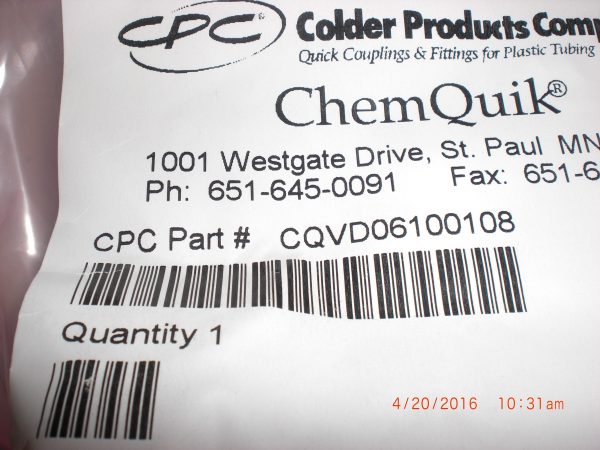 CPC® Colder Products Comp
Quick Couplings & Fittings for Plastic Tubing
ChemQuik®
1001 Westgate Drive, St. Paul MN
Ph: 651-645-0091 Fax: 651-6
CPC Part # CQVD06100108
Quantity 1
4/20/2016 10:31am